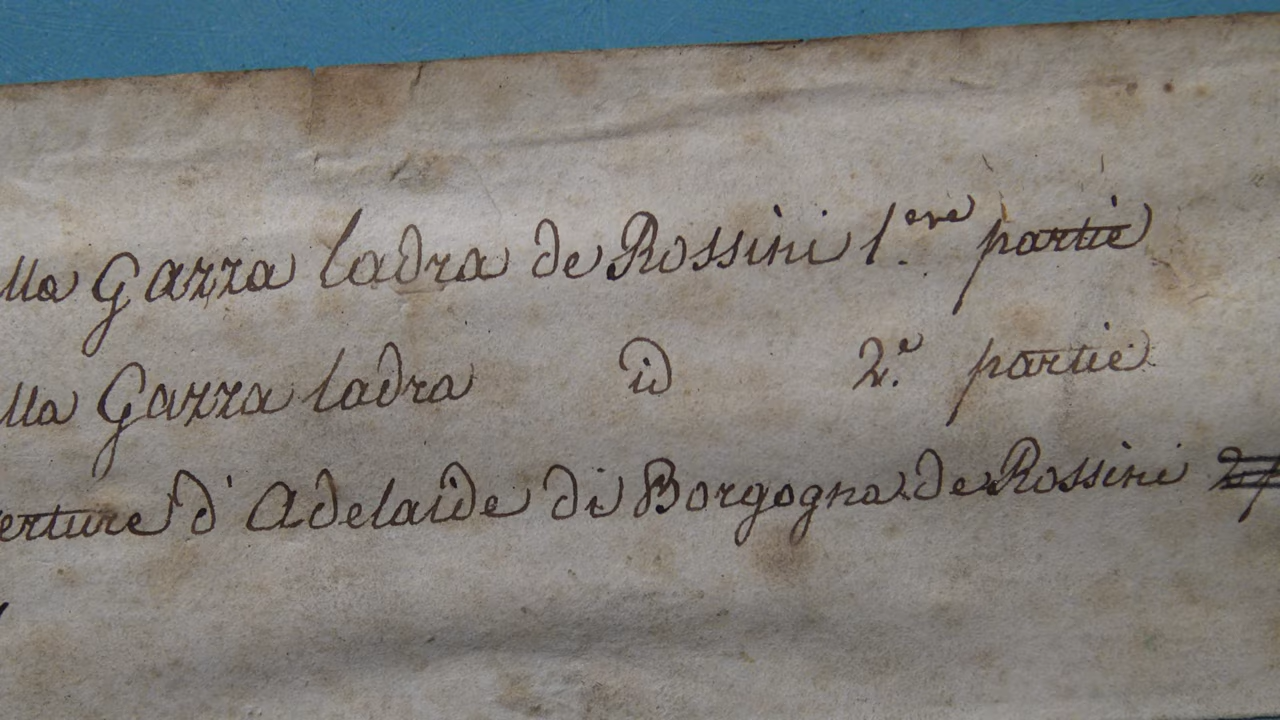 lla Gazza ladra de Rossini 1.ere partie
lla Gazza ladra id 2.e partie
erture d'Adelaide di Borgogna de Rossini